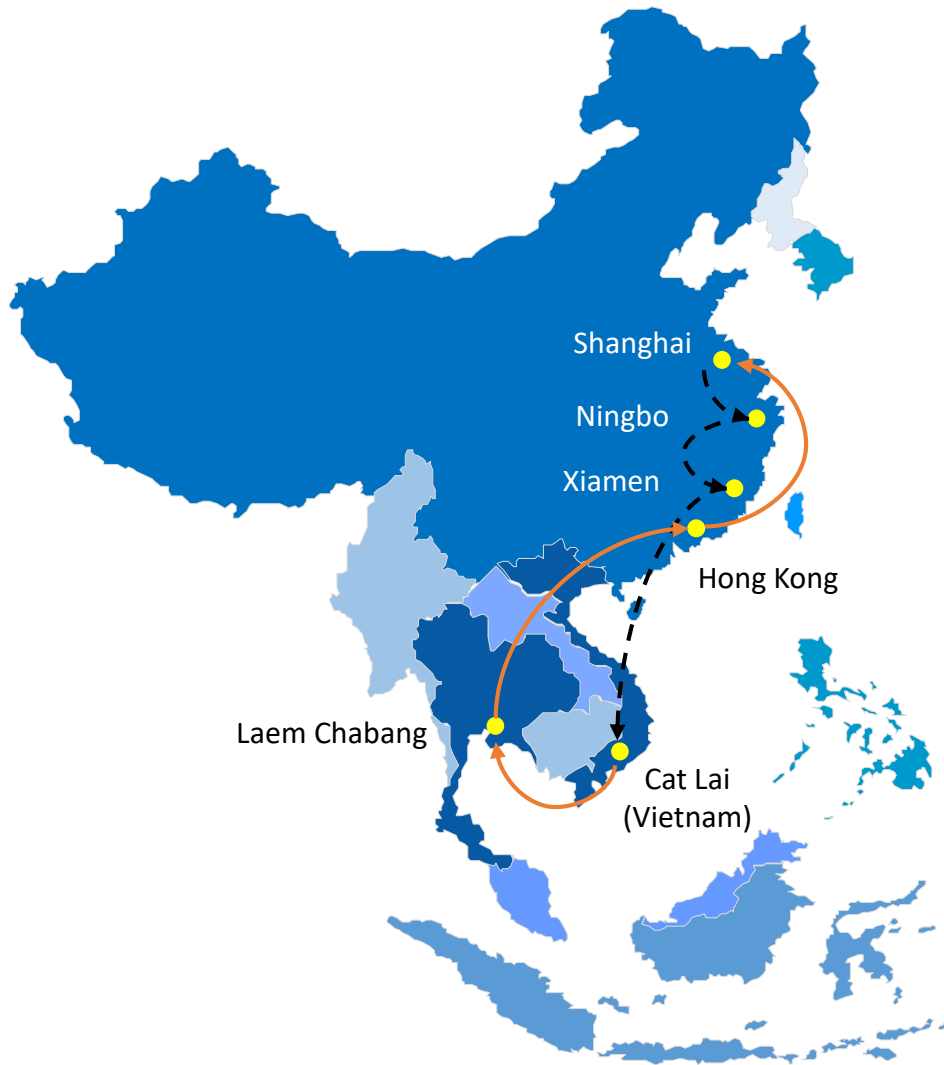 Shanghai
Ningbo
Xiamen
Hong Kong
Laem Chabang
Cat Lai
(Vietnam)